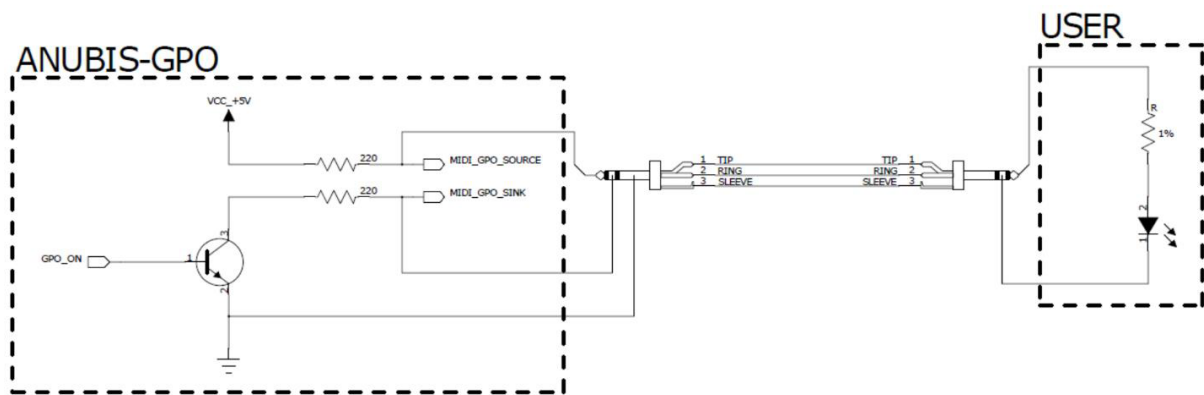 ANUBIS-GPO
USER
VCC_+5V
R
1%
220
MIDI_GPO_SOURCE
220
MIDI_GPO_SINK
1 TIP
2 RING
3 SLEEVE
TIP 1
RING 2
SLEEVE 3
3
GPO_ON
1
2
2
1